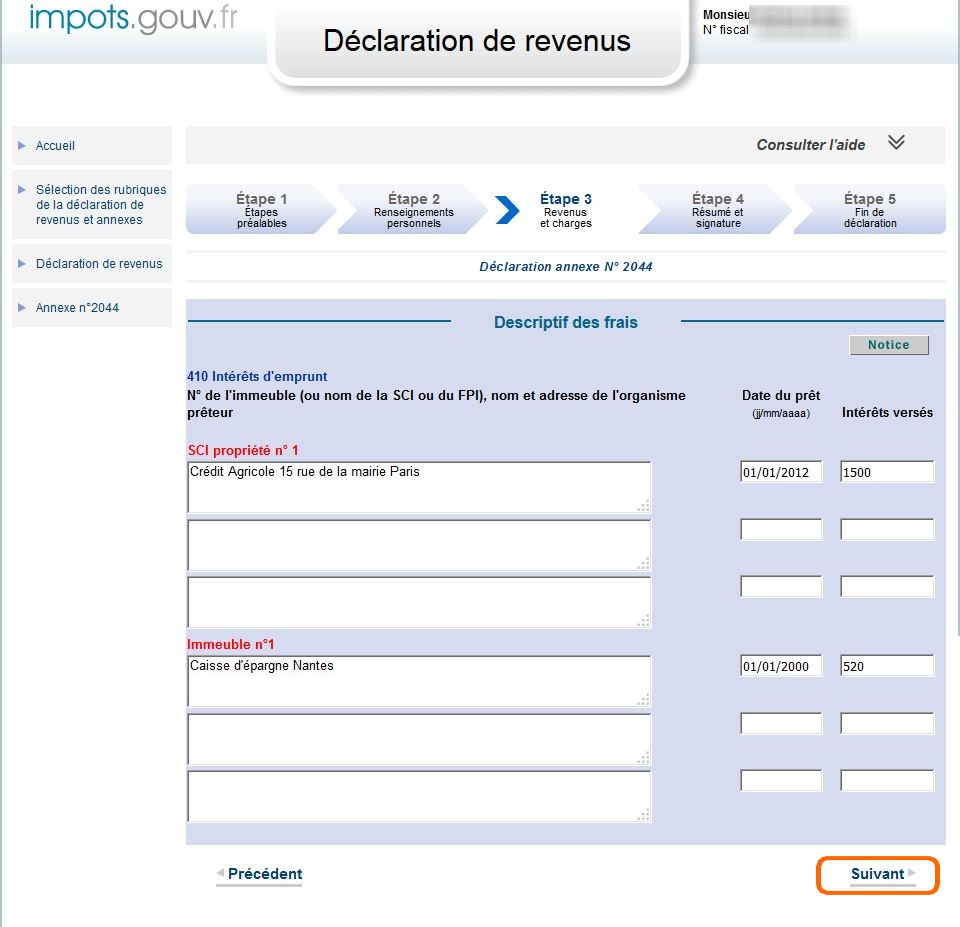 impots.gouv.fr
Déclaration de revenus
Monsieu
N° fiscal
Accueil
Sélection des rubriques
de la déclaration de
revenus et annexes
Déclaration de revenus
Annexe n°2044
Consulter l'aide
Étape 1
Étapes
préalables
Étape 2
Renseignements
personnels
Étape 3
Revenus
et charges
Étape 4
Résumé et
signature
Étape 5
Fin de
déclaration
Déclaration annexe N° 2044
Descriptif des frais
Notice
410 Intérêts d'emprunt
N° de l'immeuble (ou nom de la SCI ou du FPI), nom et adresse de l'organisme
prêteur
Date du prêt
(jj/mm/aaaa)
Intérêts versés
SCI propriété n° 1
Crédit Agricole 15 rue de la mairie Paris
01/01/2012
1500
Immeuble n°1
Caisse d'épargne Nantes
01/01/2000
520
Précédent
Suivant